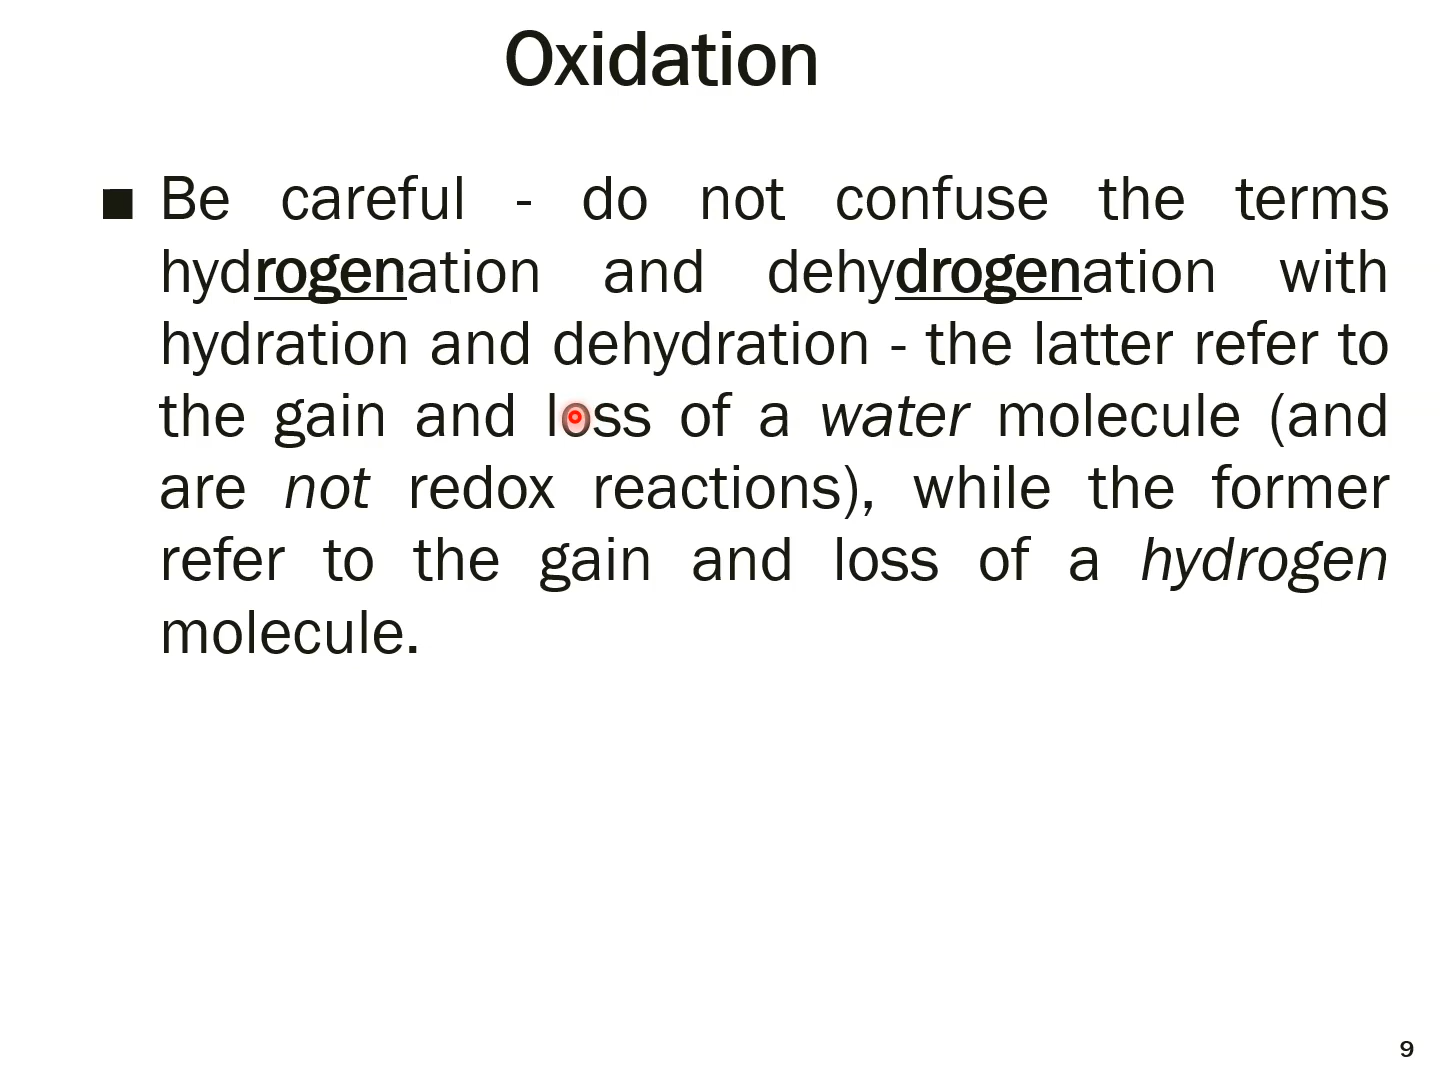 Oxidation
■ Be careful - do not confuse the terms
hydrogenation and dehydrogenation with
hydration and dehydration - the latter refer to
the gain and loss of a water molecule (and
are not redox reactions), while the former
refer to the gain and loss of a hydrogen
molecule.
9